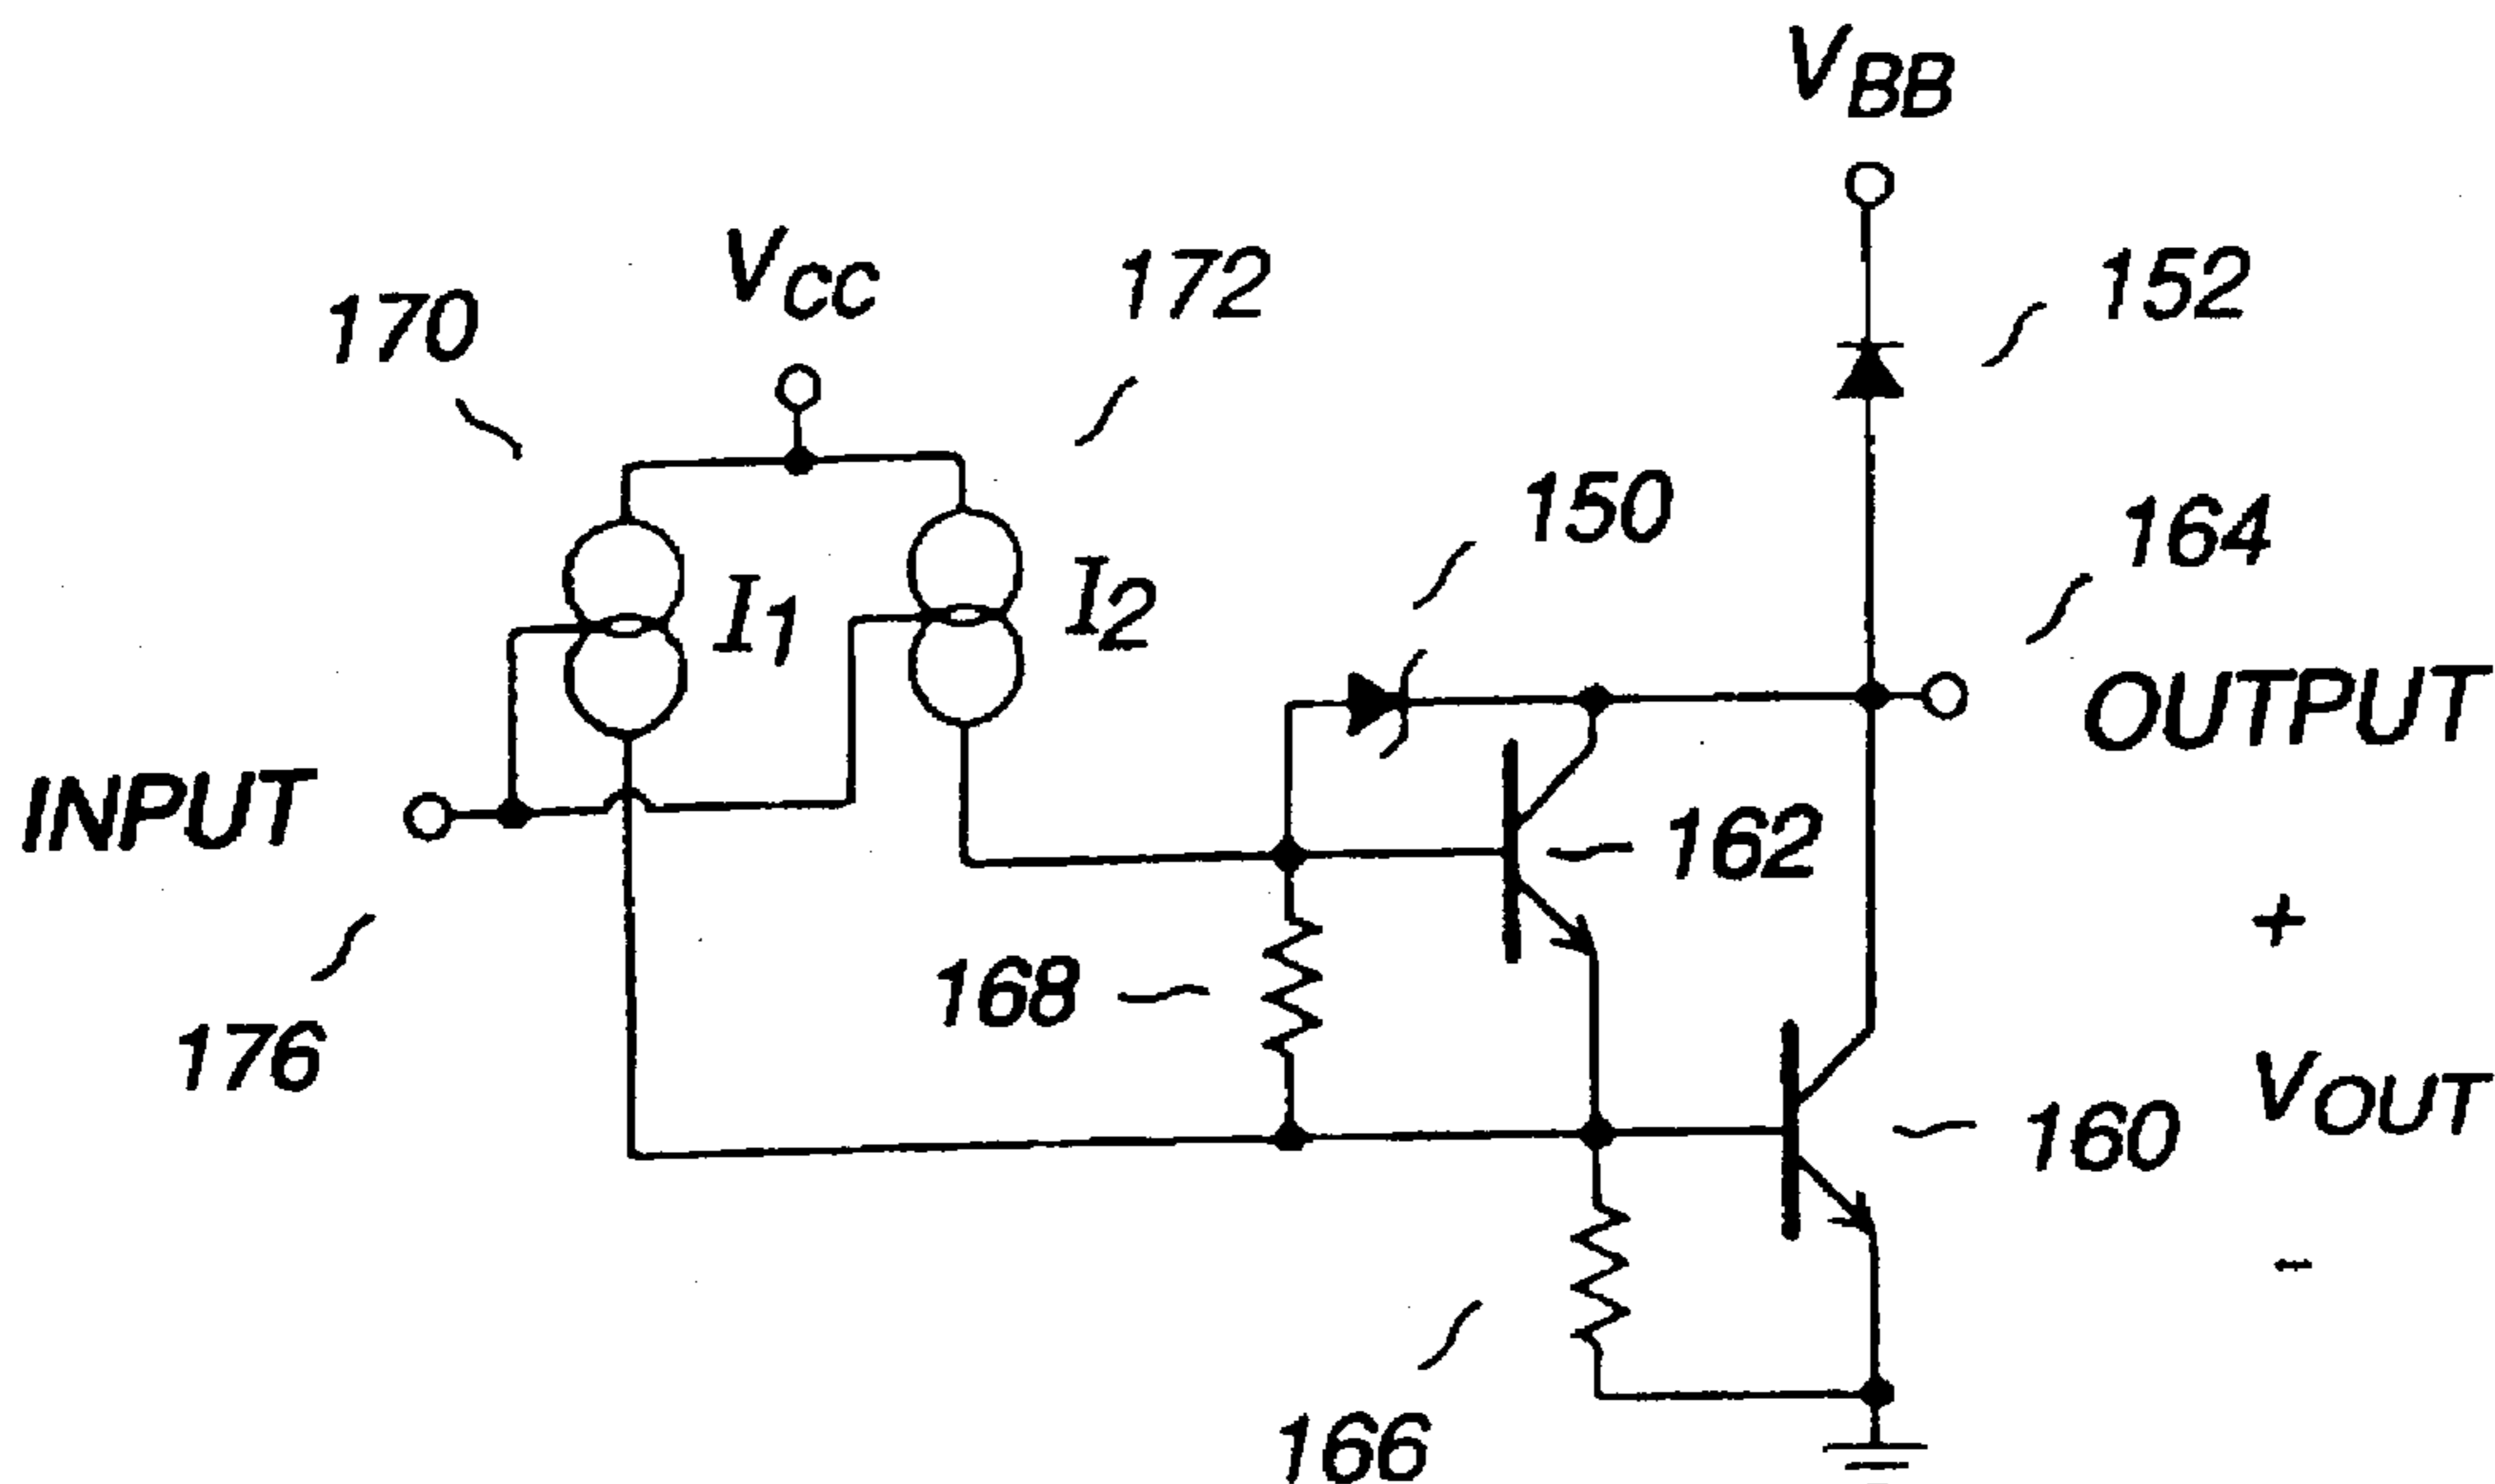 VBB
VCC
172
152
170
150
164
I1
I2
OUTPUT
INPUT
162
+
168
176
VOUT
160
-
166